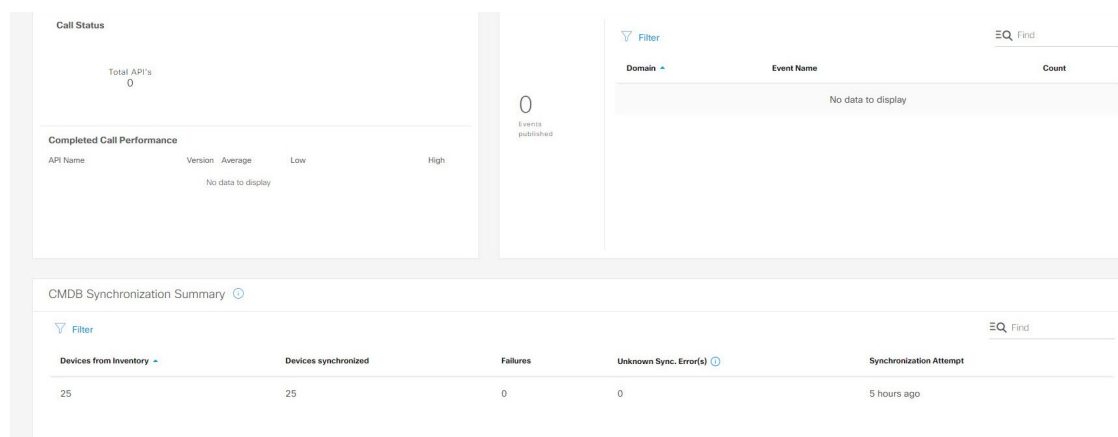 Call Status
Total API's
0
Completed Call Performance
API Name Version Average Low High
No data to display
0
Events
published
Filter
Find
Domain Event Name Count
No data to display
CMDB Synchronization Summary
Filter
Find
Devices from Inventory Devices synchronized Failures Unknown Sync. Error(s) Synchronization Attempt
25 25 0 0 5 hours ago